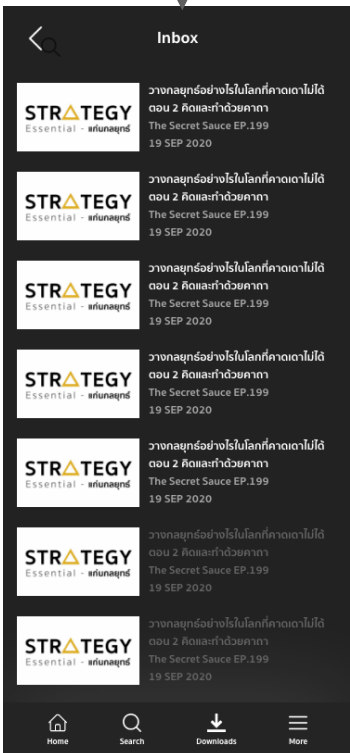 Inbox
STRATEGY
Essential - แก่นกลยุทธ์
วางกลยุทธ์อย่างไรในโลกที่คาดเดาไม่ได้
ตอน 2 คิดและทำด้วยคาถา
The Secret Sauce EP.199
19 SEP 2020
STRATEGY
Essential - แก่นกลยุทธ์
วางกลยุทธ์อย่างไรในโลกที่คาดเดาไม่ได้
ตอน 2 คิดและทำด้วยคาถา
The Secret Sauce EP.199
19 SEP 2020
STRATEGY
Essential - แก่นกลยุทธ์
วางกลยุทธ์อย่างไรในโลกที่คาดเดาไม่ได้
ตอน 2 คิดและทำด้วยคาถา
The Secret Sauce EP.199
19 SEP 2020
STRATEGY
Essential - แก่นกลยุทธ์
วางกลยุทธ์อย่างไรในโลกที่คาดเดาไม่ได้
ตอน 2 คิดและทำด้วยคาถา
The Secret Sauce EP.199
19 SEP 2020
STRATEGY
Essential - แก่นกลยุทธ์
วางกลยุทธ์อย่างไรในโลกที่คาดเดาไม่ได้
ตอน 2 คิดและทำด้วยคาถา
The Secret Sauce EP.199
19 SEP 2020
STRATEGY
Essential - แก่นกลยุทธ์
วางกลยุทธ์อย่างไรในโลกที่คาดเดาไม่ได้
ตอน 2 คิดและทำด้วยคาถา
The Secret Sauce EP.199
19 SEP 2020
STRATEGY
Essential - แก่นกลยุทธ์
วางกลยุทธ์อย่างไรในโลกที่คาดเดาไม่ได้
ตอน 2 คิดและทำด้วยคาถา
The Secret Sauce EP.199
19 SEP 2020
Home
Search
Downloads
More